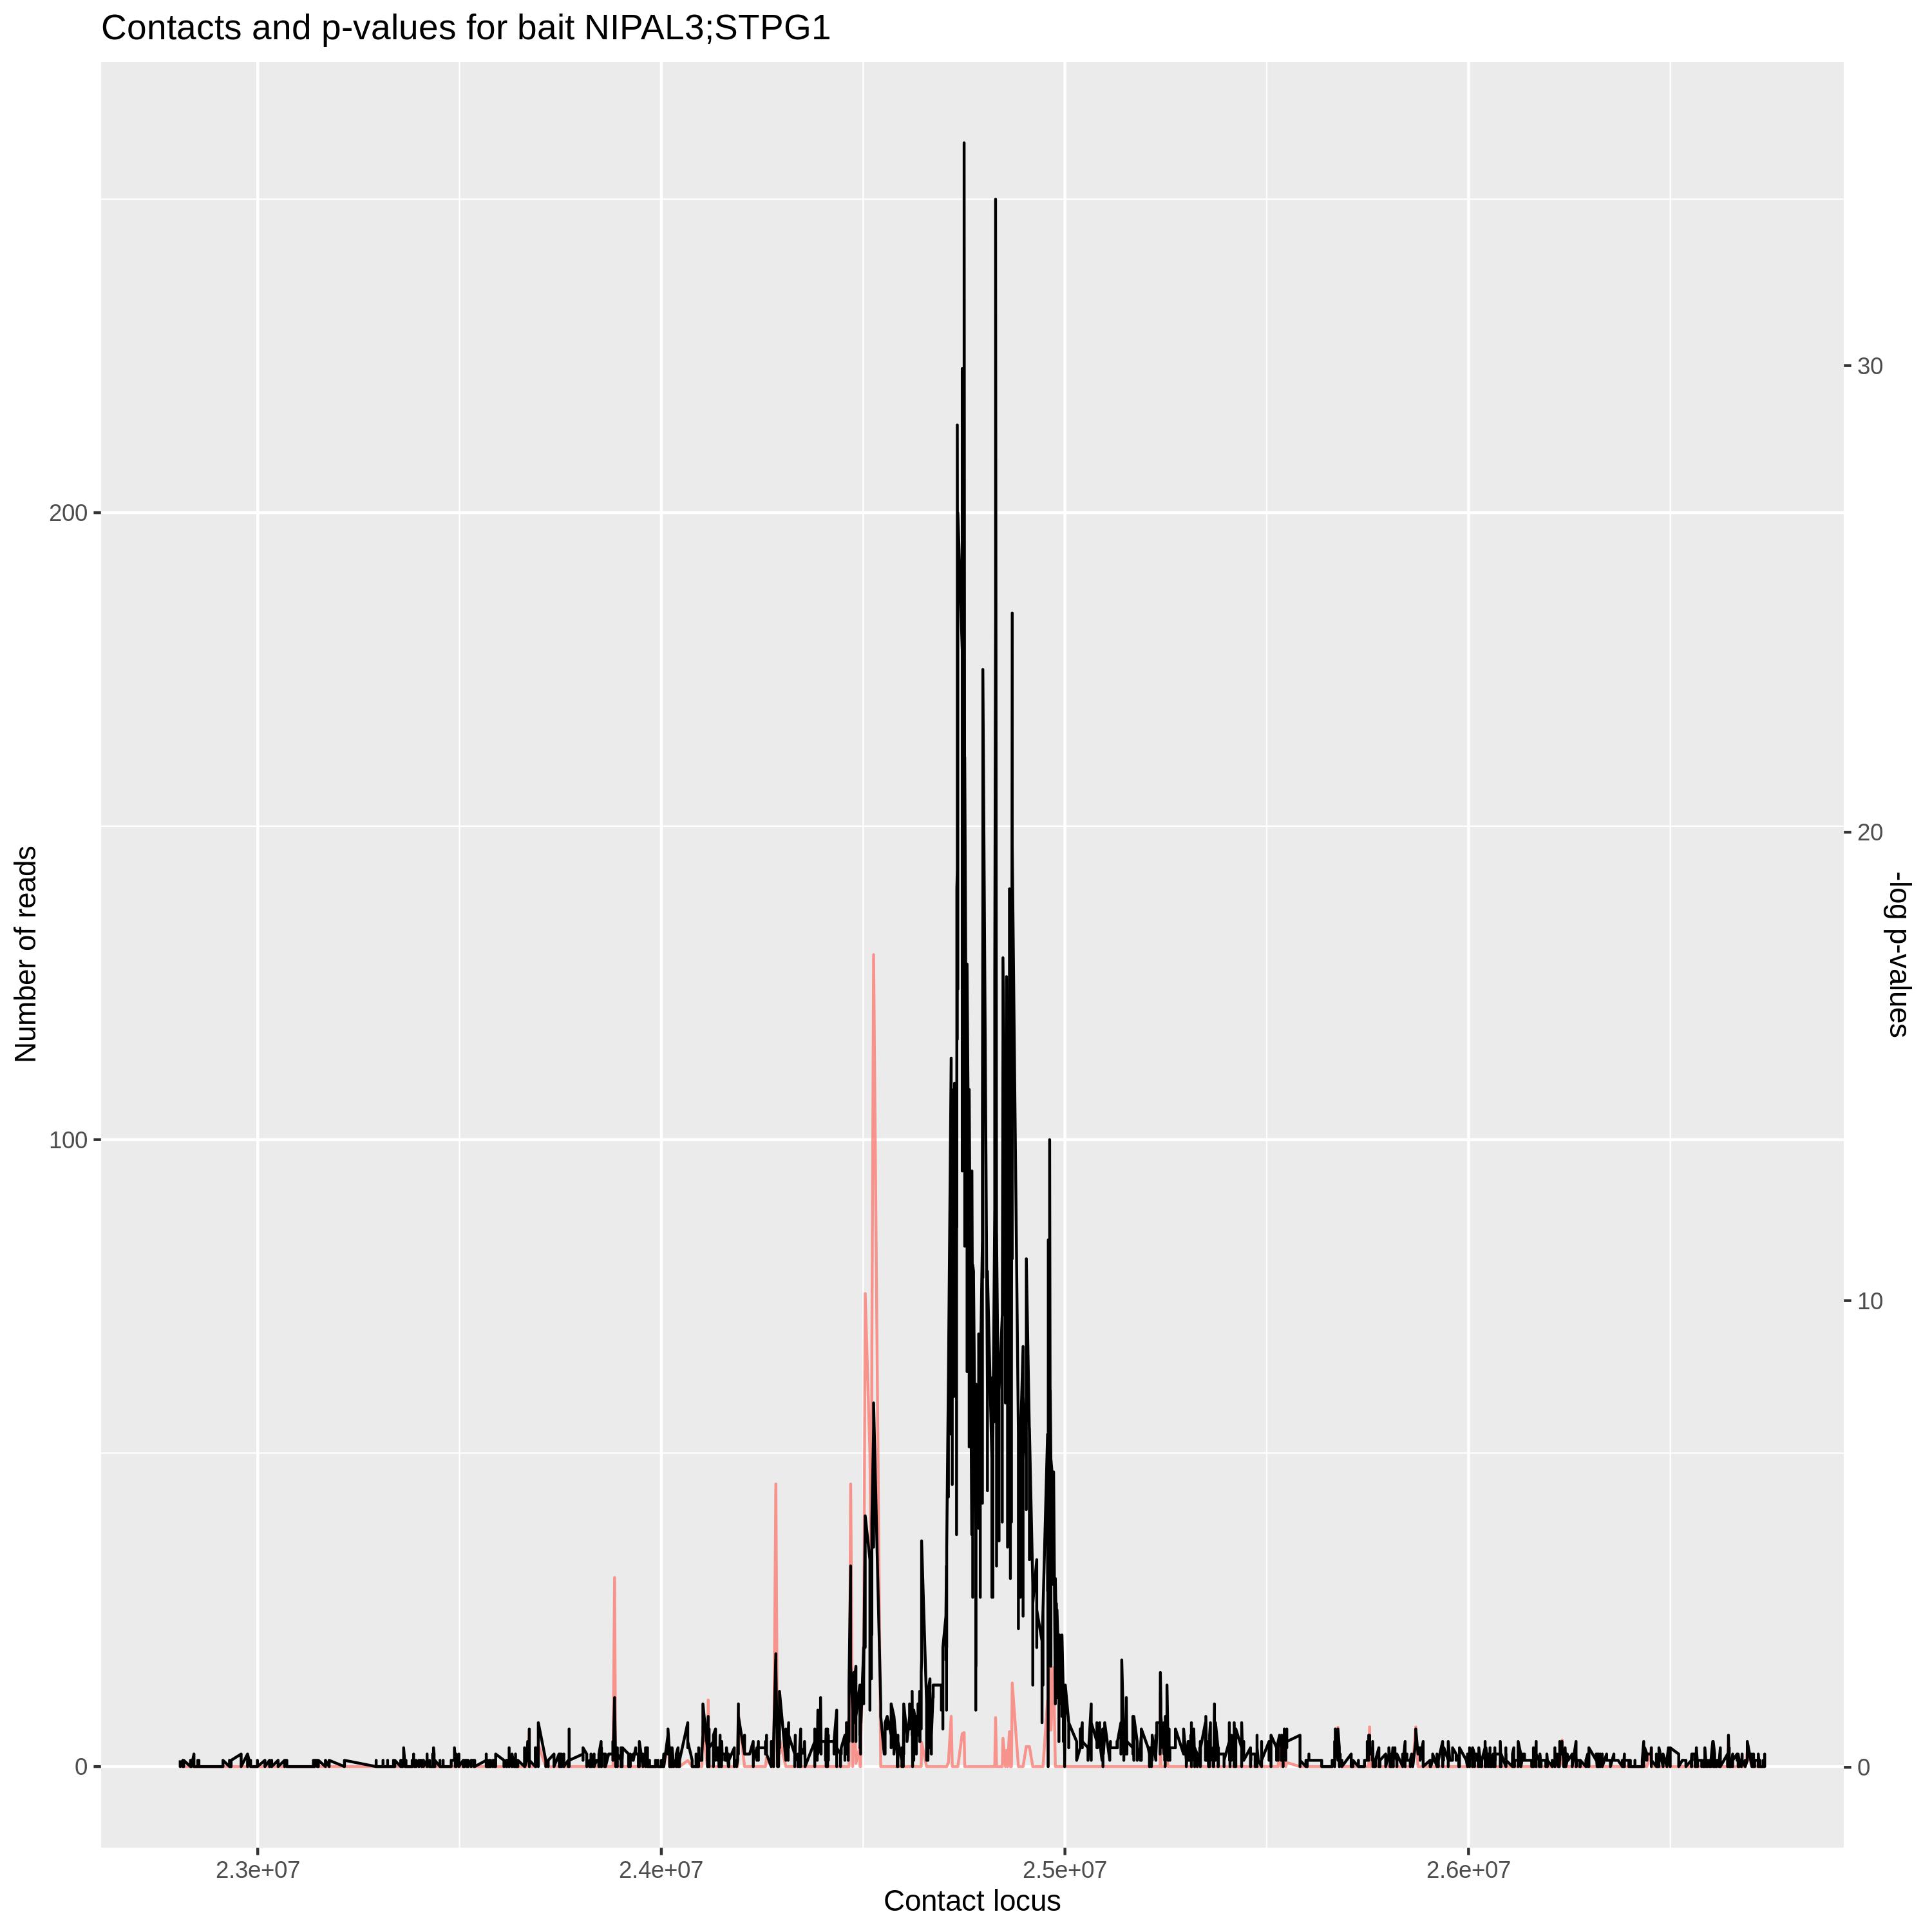 Contacts and p-values for bait NIPAL3;STPG1
Number of reads
200
100
0
30
20
10
0
-log p-values
2.3e+07
2.4e+07
2.5e+07
2.6e+07
Contact locus